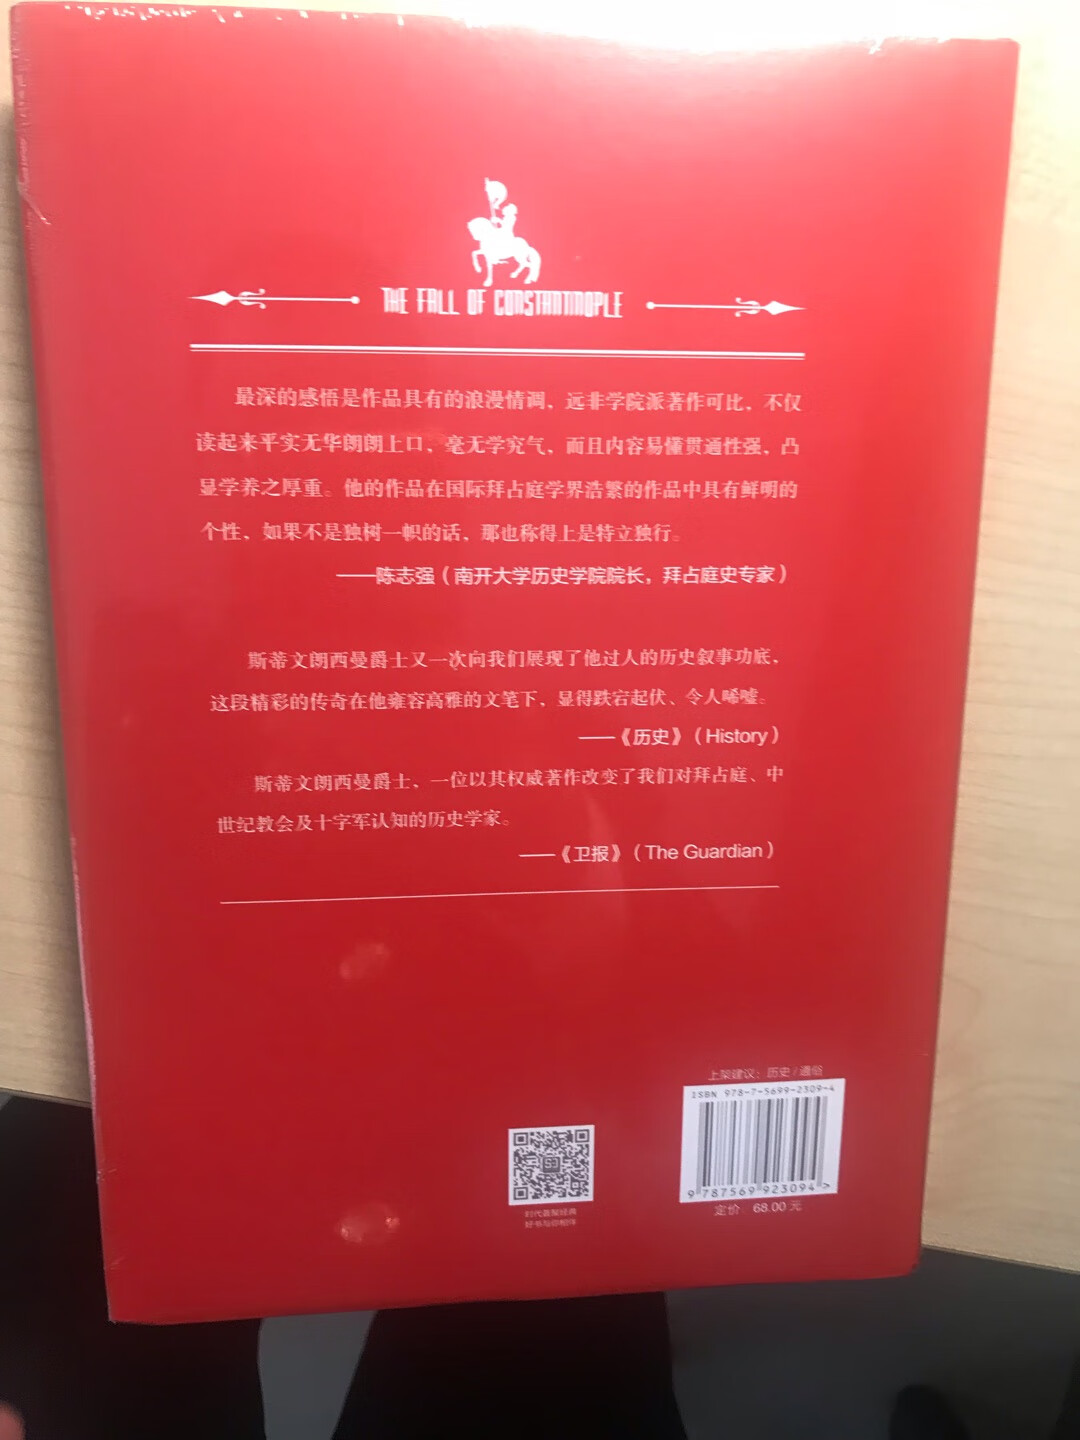 THE FALL OF CONSTANTINOPLE
最深的感悟是作品具有的浪漫情调，远非学院派著作可比，不仅
读起来平实无华朗朗上口，毫无学究气，而且内容易懂贯通性强，凸
显学养之厚重。他的作品在国际拜占庭学界浩繁的作品中具有鲜明的
个性，如果不是独树一帜的话，那也称得上是特立独行。
——陈志强（南开大学历史学院院长，拜占庭史专家）
斯蒂文朗西曼爵士又一次向我们展现了他过人的历史叙事功底，
这段精彩的传奇在他雍容高雅的文笔下，显得跌宕起伏、令人唏嘘。
——《历史》（History）
斯蒂文朗西曼爵士，一位以其权威著作改变了我们对拜占庭、中
世纪教会及十字军认知的历史学家。
——《卫报》（The Guardian）
上架建议：历史/通俗
ISBN 978-7-5699-2309-4
9 787569 923094 >
定价：68.00元
好书与你相伴